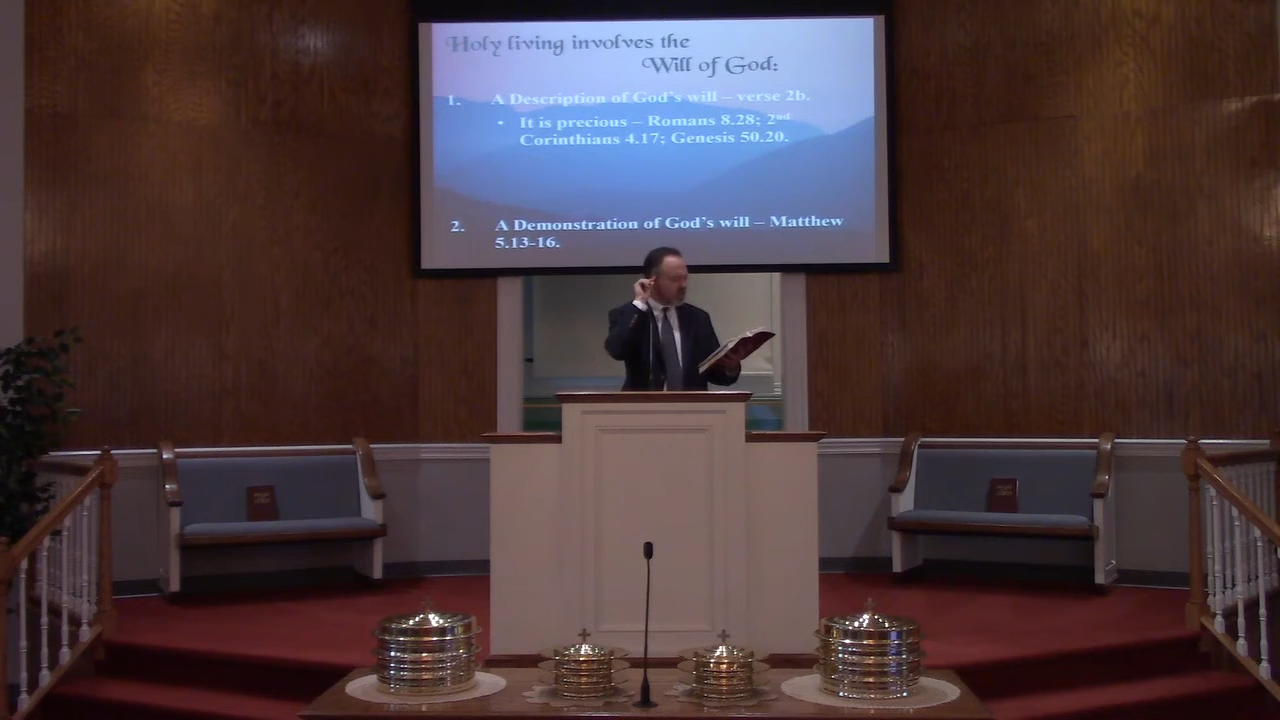 Holy living involves the
Will of God:
1. A Description of God's will – verse 2b.
• It is precious – Romans 8.28; 2nd
Corinthians 4.17; Genesis 50.20.
2. A Demonstration of God's will – Matthew
5.13-16.